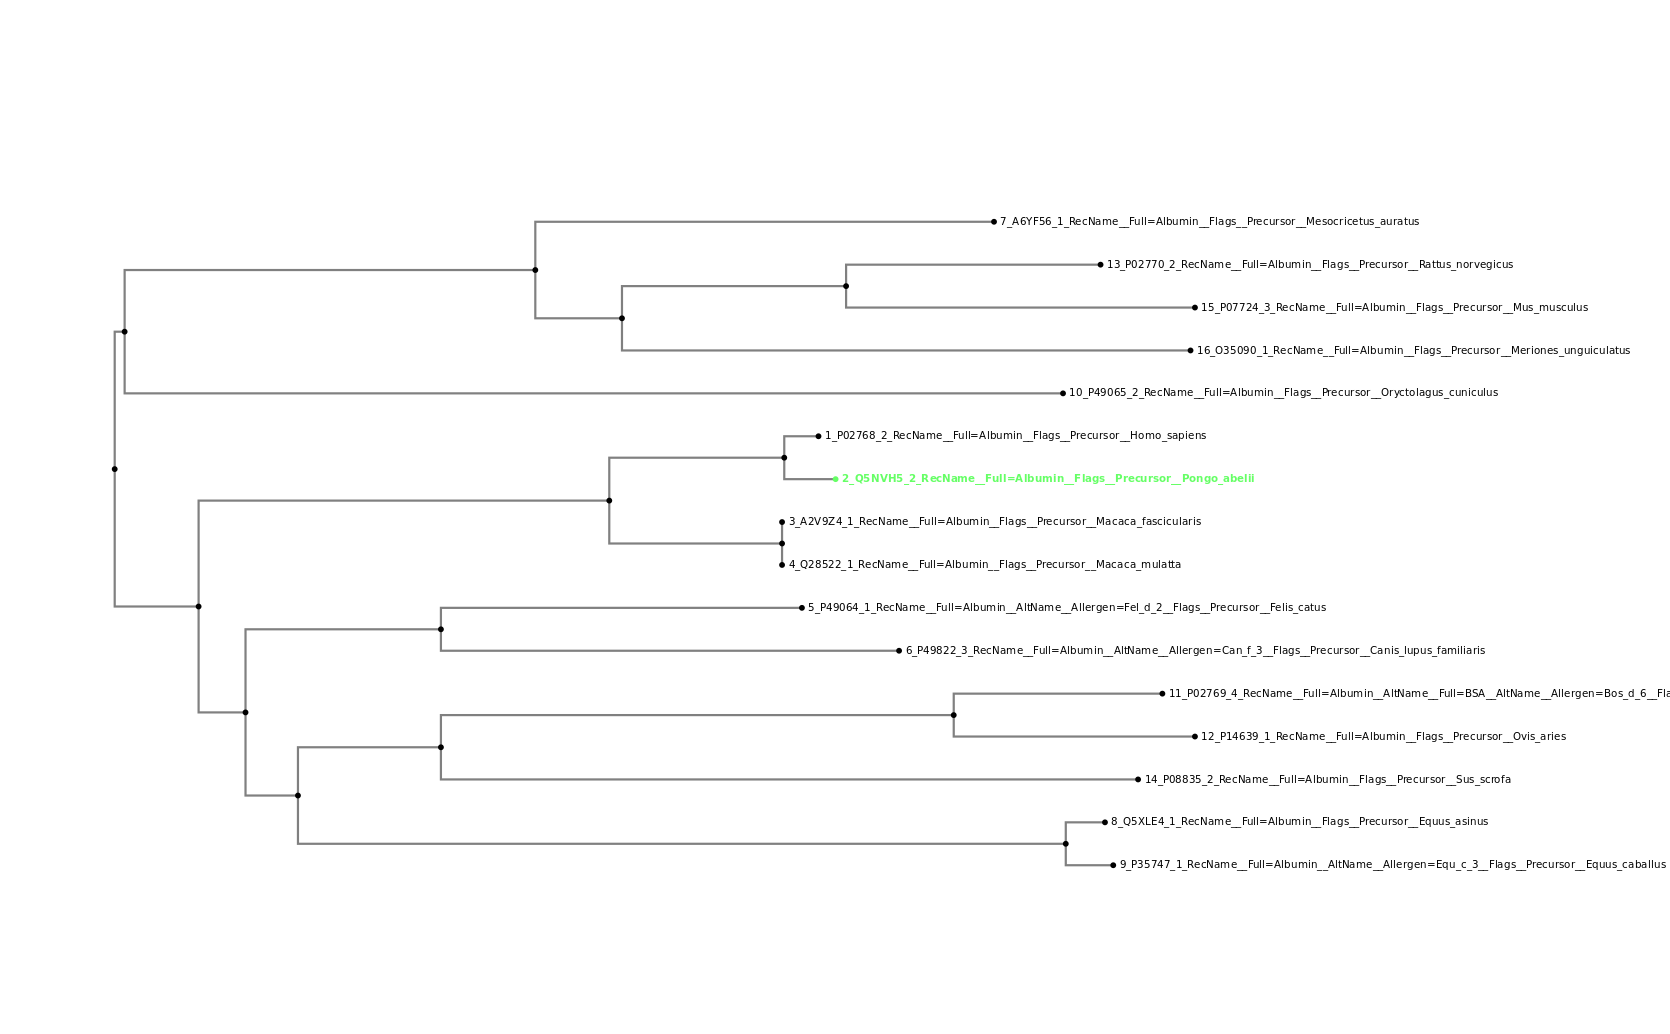 7_A6YF56_1_RecName__Full=Albumin__Flags__Precursor__Mesocricetus_auratus
13_P02770_2_RecName__Full=Albumin__Flags__Precursor__Rattus_norvegicus
15_P07724_3_RecName__Full=Albumin__Flags__Precursor__Mus_musculus
16_O35090_1_RecName__Full=Albumin__Flags__Precursor__Meriones_unguiculatus
10_P49065_2_RecName__Full=Albumin__Flags__Precursor__Oryctolagus_cuniculus
1_P02768_2_RecName__Full=Albumin__Flags__Precursor__Homo_sapiens
2_Q5NVH5_2_RecName__Full=Albumin__Flags__Precursor__Pongo_abelii
3_A2V9Z4_1_RecName__Full=Albumin__Flags__Precursor__Macaca_fascicularis
4_Q28522_1_RecName__Full=Albumin__Flags__Precursor__Macaca_mulatta
5_P49064_1_RecName__Full=Albumin__AltName__Allergen=Fel_d_2__Flags__Precursor__Felis_catus
6_P49822_3_RecName__Full=Albumin__AltName__Allergen=Can_f_3__Flags__Precursor__Canis_lupus_familiaris
11_P02769_4_RecName__Full=Albumin__AltName__Full=BSA__AltName__Allergen=Bos_d_6__Fla
12_P14639_1_RecName__Full=Albumin__Flags__Precursor__Ovis_aries
14_P08835_2_RecName__Full=Albumin__Flags__Precursor__Sus_scrofa
8_Q5XLE4_1_RecName__Full=Albumin__Flags__Precursor__Equus_asinus
9_P35747_1_RecName__Full=Albumin__AltName__Allergen=Equ_c_3__Flags__Precursor__Equus_caballus